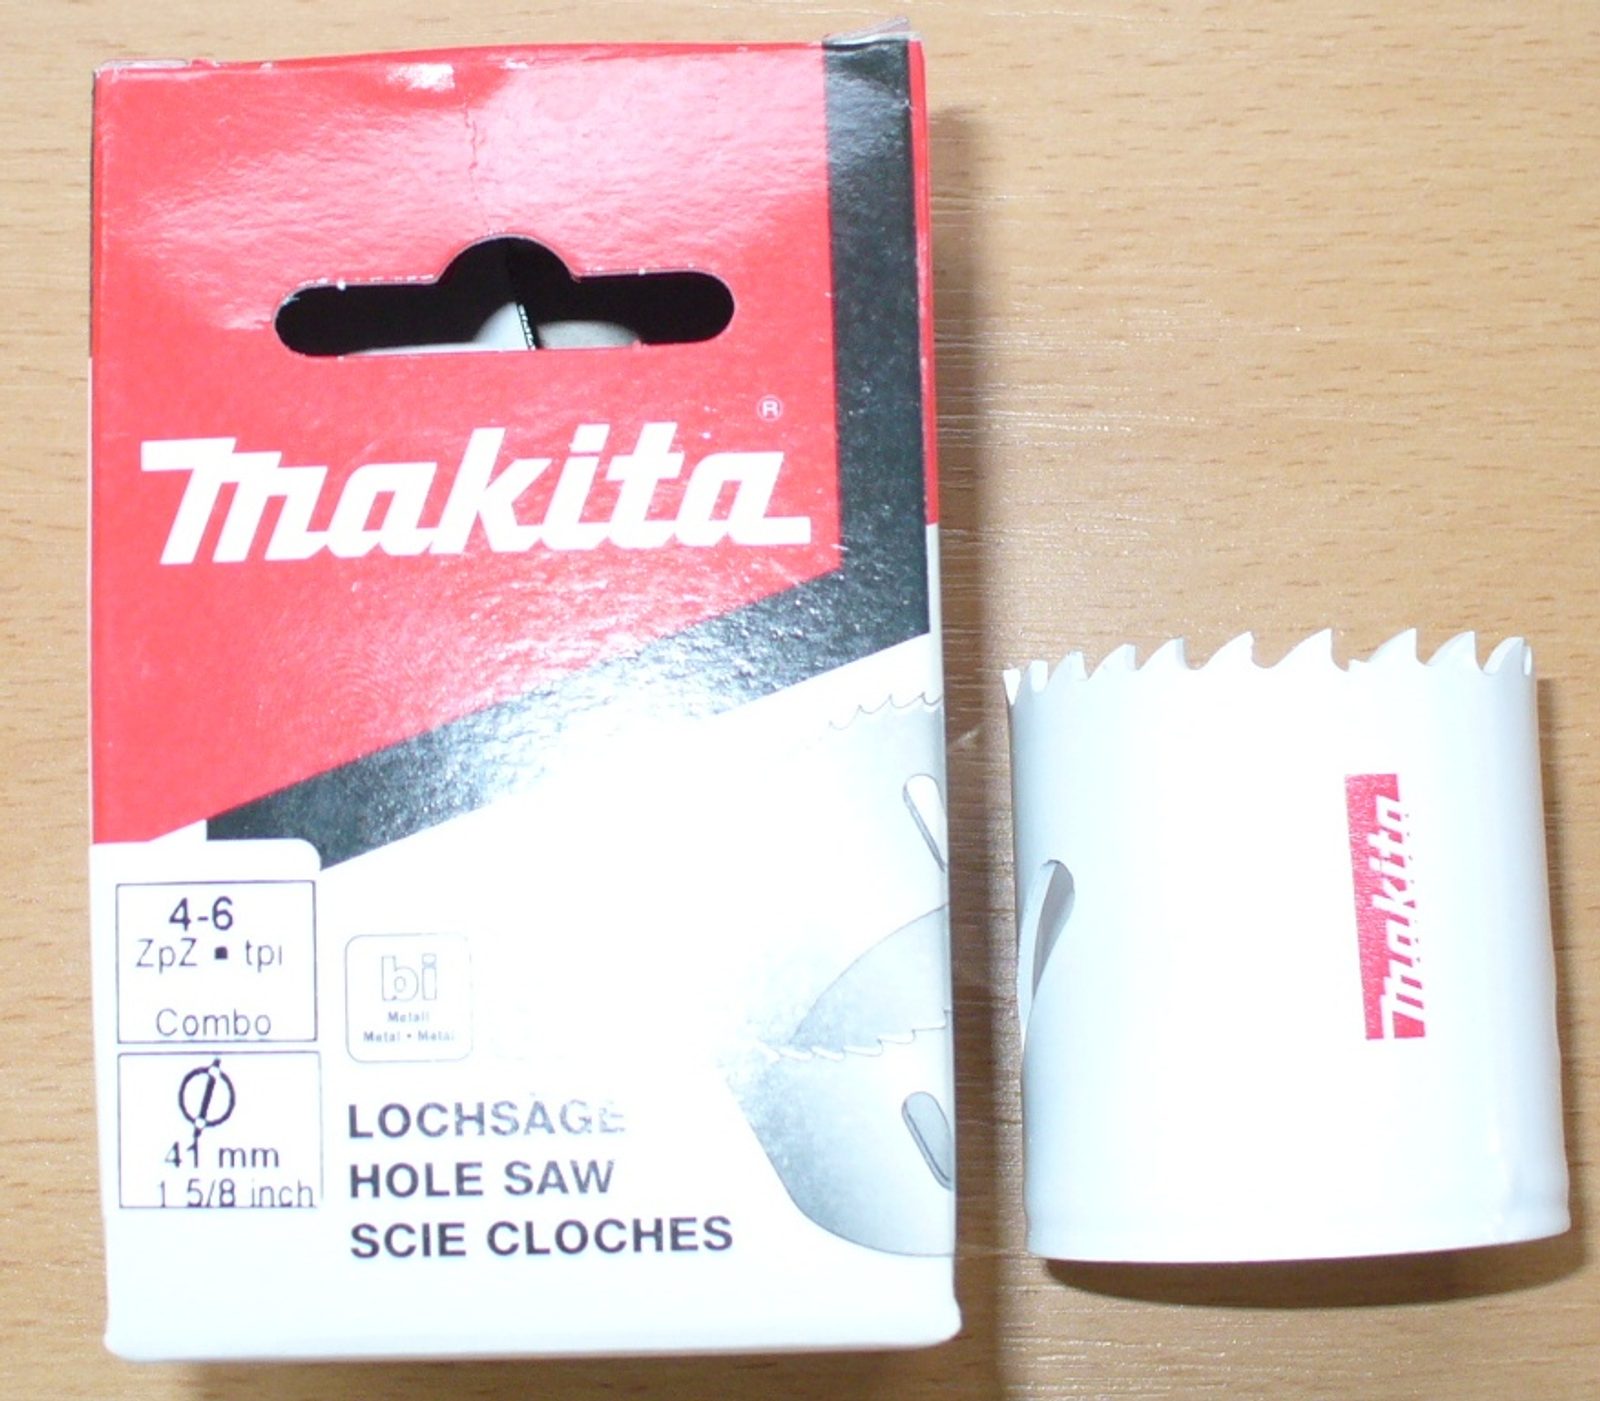 makita®
4-6
ZpZ ▪ tpi
Combo
bi
Metall
Metal • Metal
41 mm
1 5/8 inch
LOCHSÄGE
HOLE SAW
SCIE CLOCHES
makita